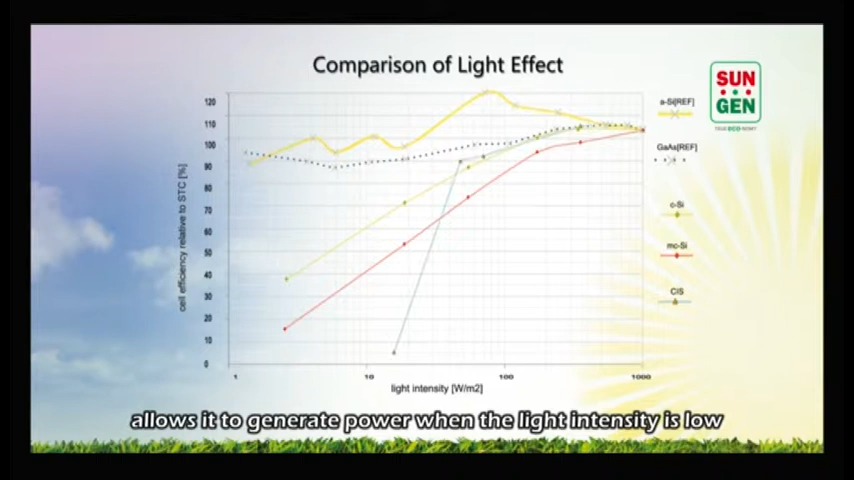 Comparison of Light Effect
SUN
GEN
a-Si[REF]
GaAs[REF]
c-Si
mc-Si
CIS
cell efficiency relative to STC [%]
120
110
100
90
80
70
60
50
40
30
20
10
0
1
10
100
1000
light intensity [W/m2]
allows it to generate power when the light intensity is low